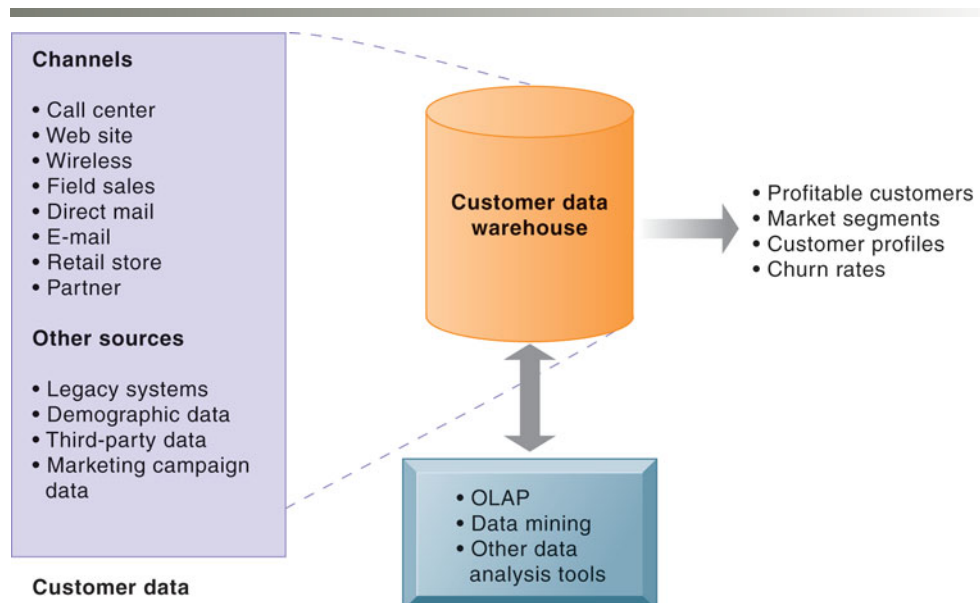 Channels
• Call center
• Web site
• Wireless
• Field sales
• Direct mail
• E-mail
• Retail store
• Partner
Other sources
• Legacy systems
• Demographic data
• Third-party data
• Marketing campaign
data
Customer data
Customer data
warehouse
• Profitable customers
• Market segments
• Customer profiles
• Churn rates
• OLAP
• Data mining
• Other data
analysis tools